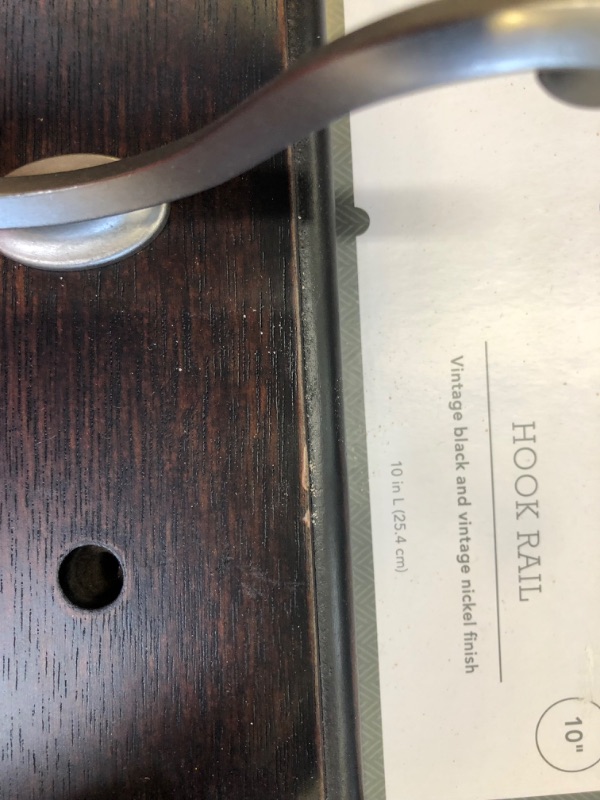 HOOK RAIL
Vintage black and vintage nickel finish
10 in L (25.4 cm)
10"